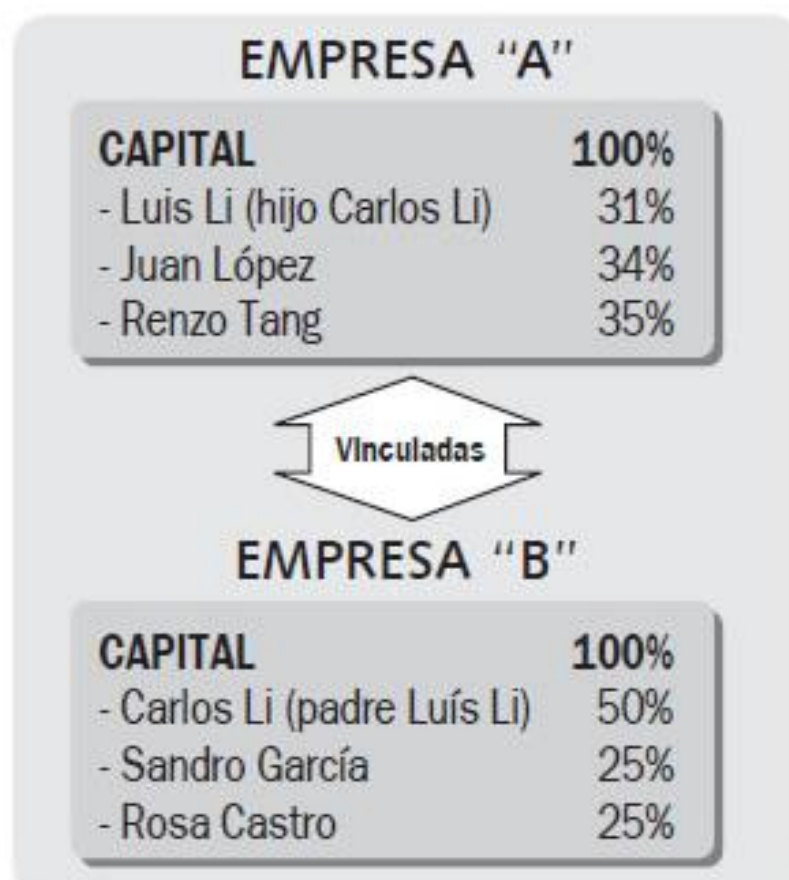 EMPRESA "A"
CAPITAL 100%
- Luis Li (hijo Carlos Li) 31%
- Juan López 34%
- Renzo Tang 35%
Vinculadas
EMPRESA "B"
CAPITAL 100%
- Carlos Li (padre Luís Li) 50%
- Sandro García 25%
- Rosa Castro 25%